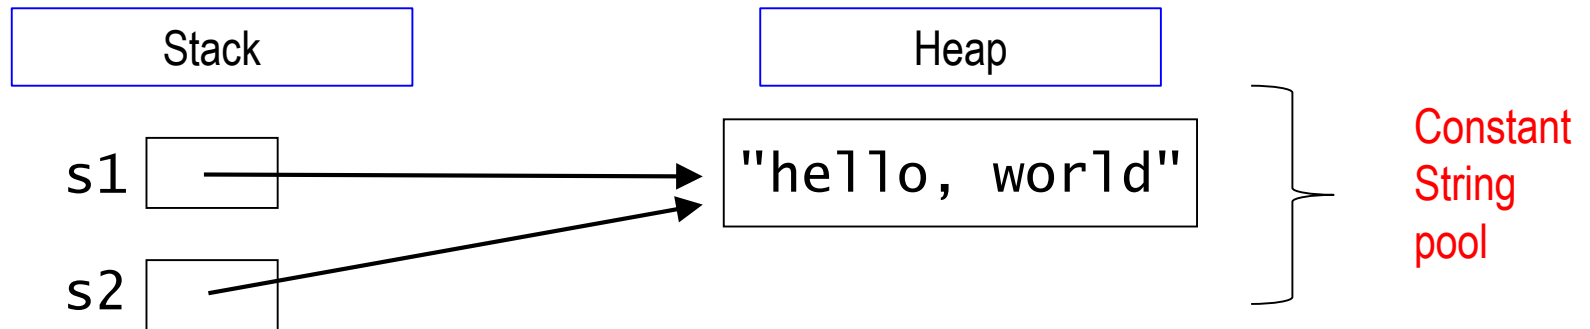 Stack
Heap
s1
"hello, world"
s2
Constant
String
pool